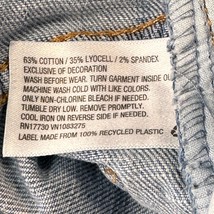 63% COTTON / 35% LYOCELL / 2% SPANDEX
EXCLUSIVE OF DECORATION
WASH BEFORE WEAR. TURN GARMENT INSIDE OU
MACHINE WASH COLD WITH LIKE COLORS.
ONLY NON-CHLORINE BLEACH IF NEEDED.
TUMBLE DRY LOW. REMOVE PROMPTLY.
COOL IRON ON REVERSE SIDE IF NEEDED.
RN17730 VN1083275
LABEL MADE FROM 100% RECYCLED PLASTIC